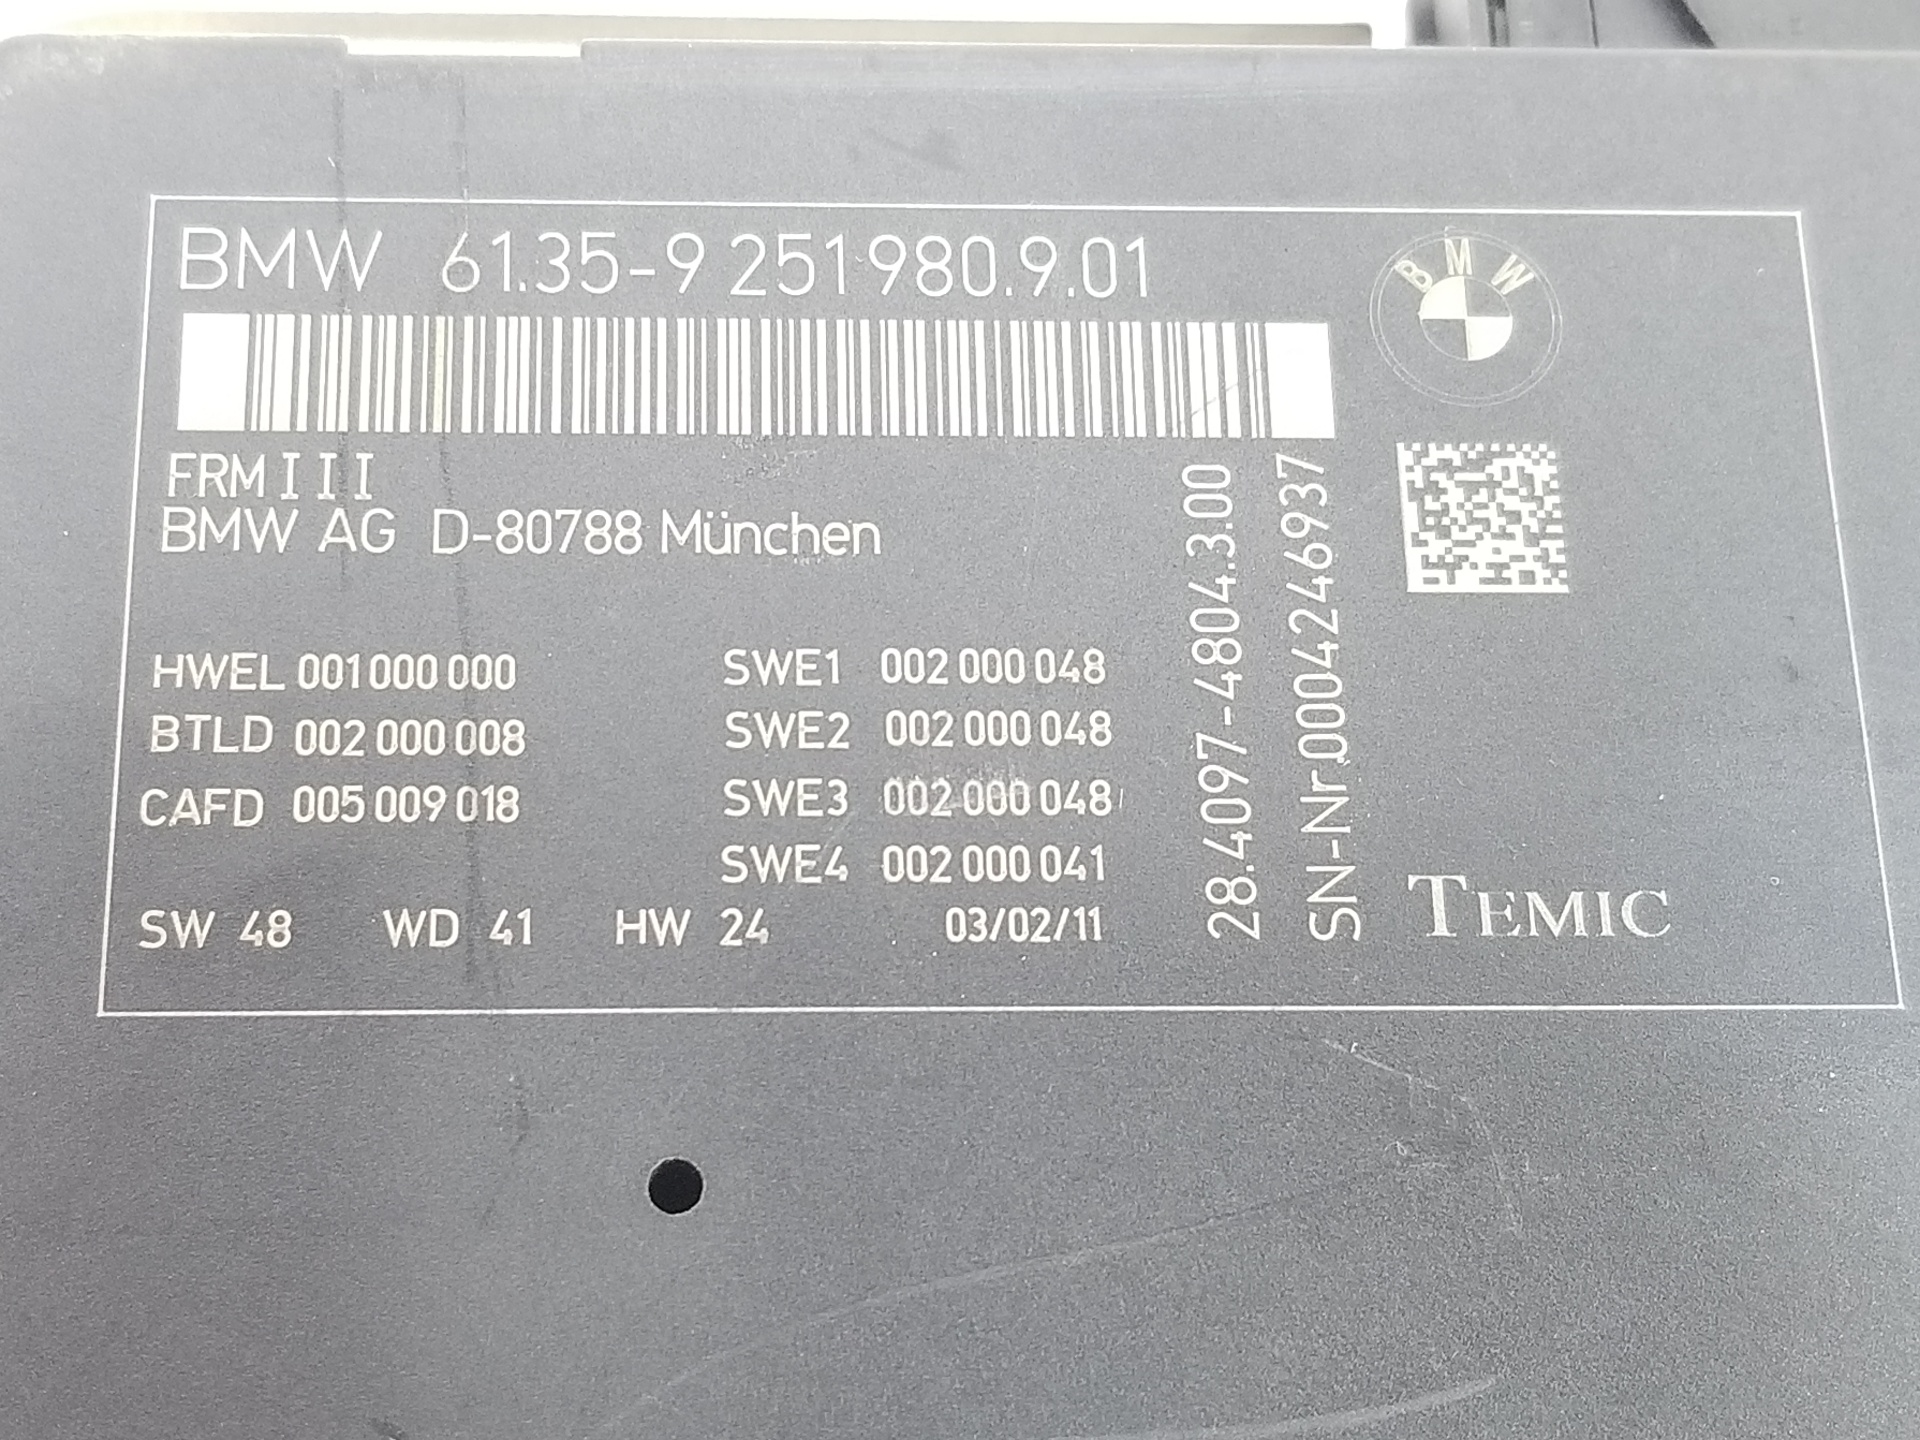 BMW 61.35-9 251 980.9.01
BMW
FRM III
BMW AG D-80788 München
HWEL 001 000 000
BTLD 002 000 008
CAFD 005 009 018
SWE1 002 000 048
SWE2 002 000 048
SWE3 002 000 048
SWE4 002 000 041
SW 48 WD 41 HW 24 03/02/11
28.4097-4804.3.00
SN-Nr.00042446937
TEMIC